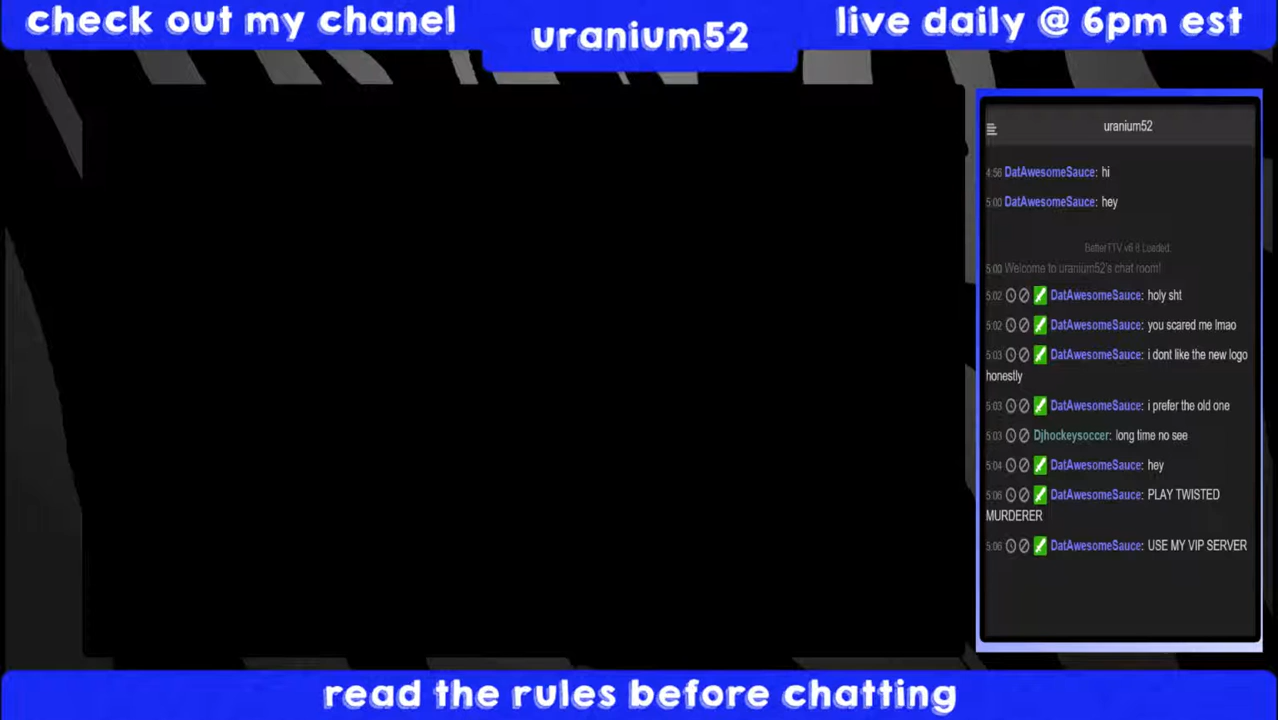 check out my chanel
uranium52
live daily @ 6pm est
uranium52
4:56 DatAwesomeSauce: hi
5:00 DatAwesomeSauce: hey
BetterTTV v6.8 Loaded.
5:00 Welcome to uranium52's chat room!
5:02 DatAwesomeSauce: holy sht
5:02 DatAwesomeSauce: you scared me lmao
5:03 DatAwesomeSauce: i dont like the new logo
honestly
5:03 DatAwesomeSauce: i prefer the old one
5:03 Djhockeysoccer: long time no see
5:04 DatAwesomeSauce: hey
5:06 DatAwesomeSauce: PLAY TWISTED
MURDERER
5:06 DatAwesomeSauce: USE MY VIP SERVER
read the rules before chatting